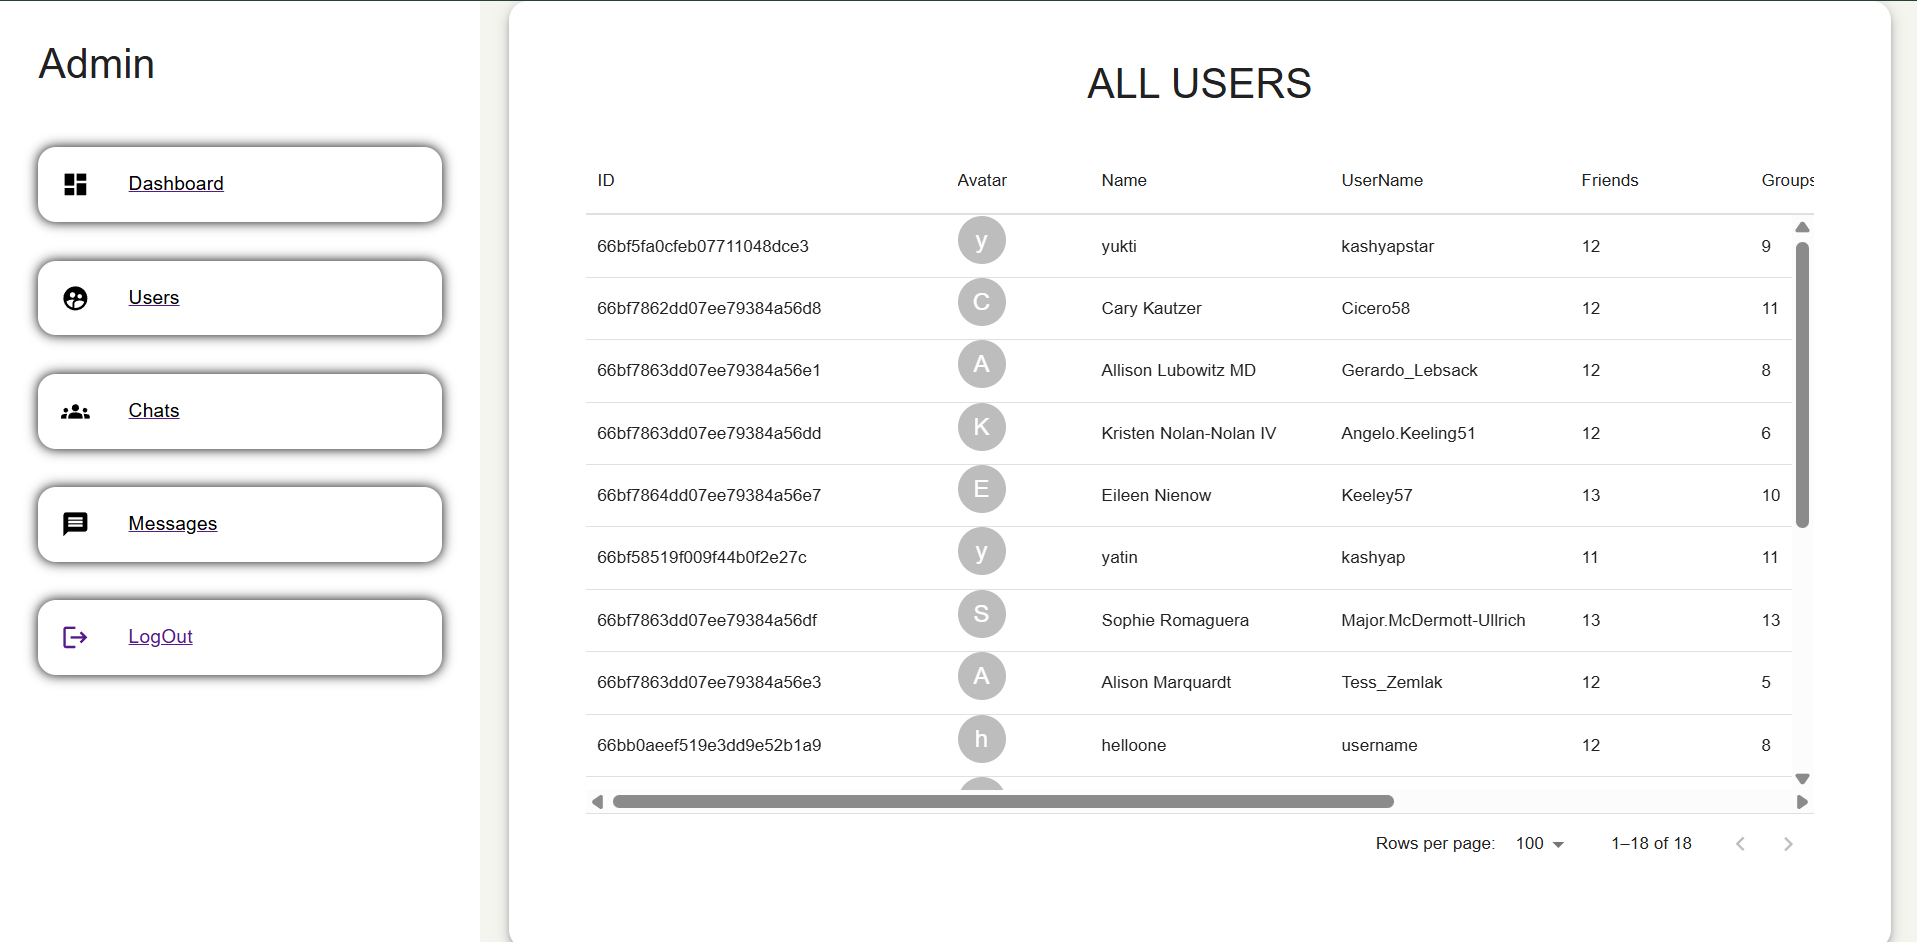 Admin
Dashboard
Users
Chats
Messages
LogOut
ALL USERS
ID Avatar Name UserName Friends Groups
66bf5fa0cfeb07711048dce3 y yukti kashyapstar 12 9
66bf7862dd07ee79384a56d8 C Cary Kautzer Cicero58 12 11
66bf7863dd07ee79384a56e1 A Allison Lubowitz MD Gerardo_Lebsack 12 8
66bf7863dd07ee79384a56dd K Kristen Nolan-Nolan IV Angelo.Keeling51 12 6
66bf7864dd07ee79384a56e7 E Eileen Nienow Keeley57 13 10
66bf58519f009f44b0f2e27c y yatin kashyap 11 11
66bf7863dd07ee79384a56df S Sophie Romaguera Major.McDermott-Ullrich 13 13
66bf7863dd07ee79384a56e3 A Alison Marquardt Tess_Zemlak 12 5
66bb0aeef519e3dd9e52b1a9 h helloone username 12 8
Rows per page: 100 1–18 of 18